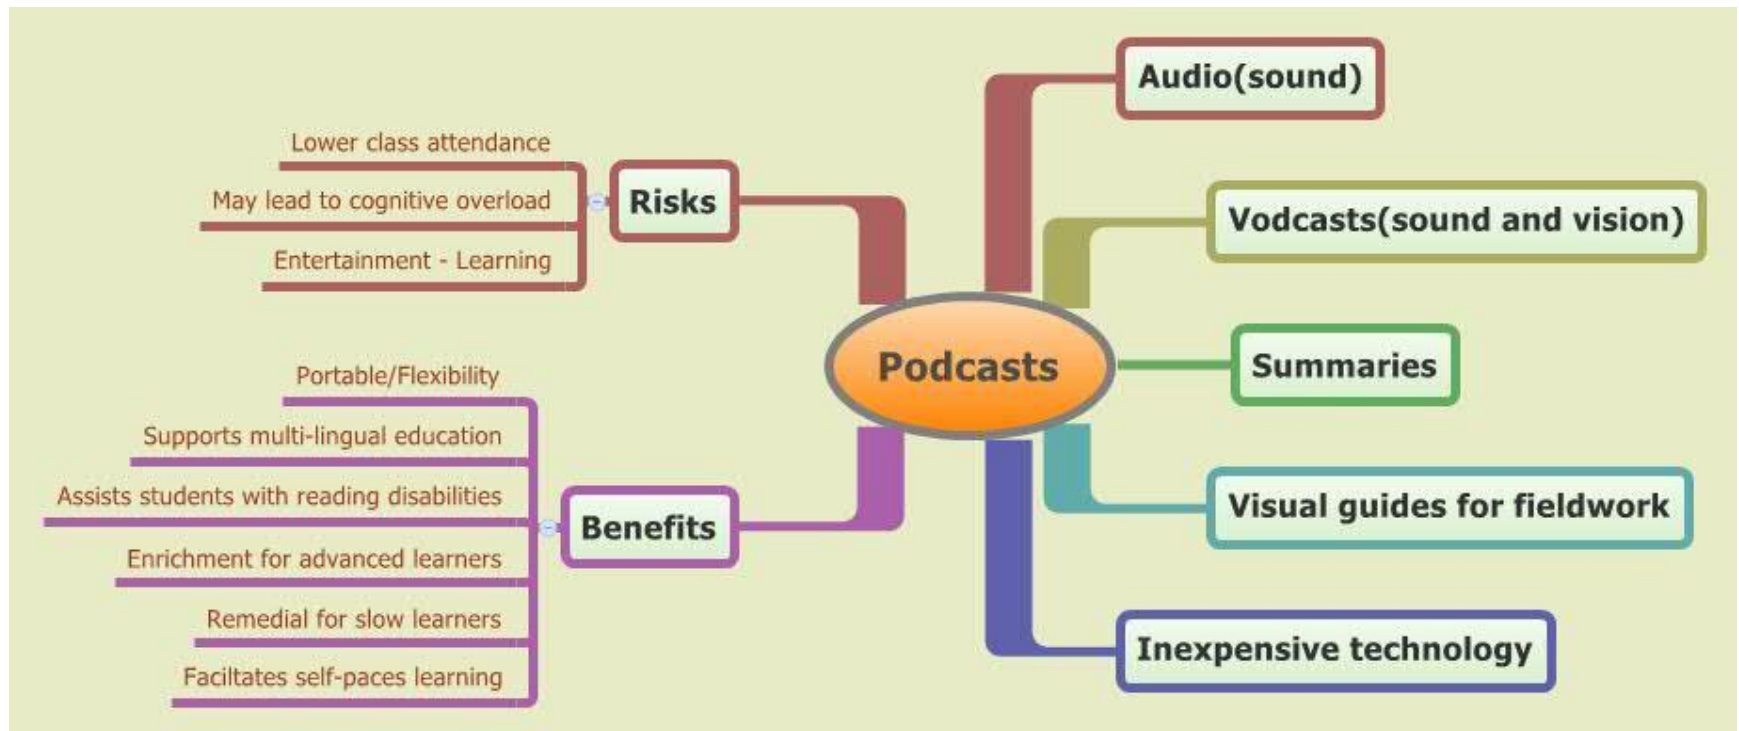 Podcasts
Audio(sound)
Vodcasts(sound and vision)
Summaries
Visual guides for fieldwork
Inexpensive technology
Risks
Lower class attendance
May lead to cognitive overload
Entertainment - Learning
Benefits
Portable/Flexibility
Supports multi-lingual education
Assists students with reading disabilities
Enrichment for advanced learners
Remedial for slow learners
Faciltates self-paces learning